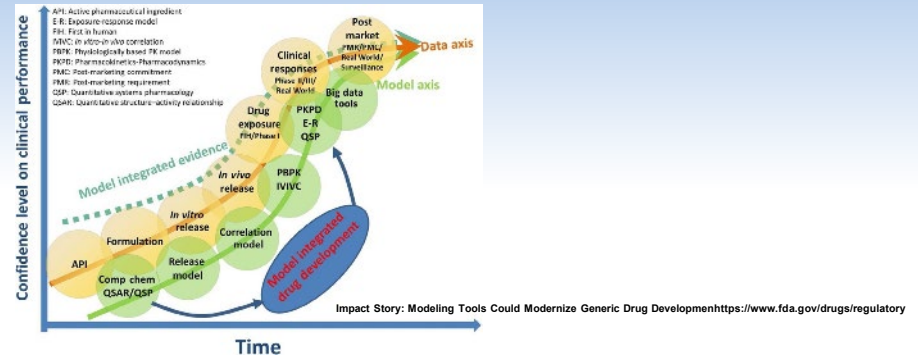 API: Active pharmaceutical ingredient
E-R: Exposure-response model
FIH: First in human
IVIVC: In vitro-in vivo correlation
PBPK: Physiologically based PK model
PKPD: Pharmacokinetics-Pharmacodynamics
PMC: Post-marketing commitment
PMR: Post-marketing requirement
QSP: Quantitative systems pharmacology
QSAR: Quantitative structure-activity relationship
Confidence level on clinical performance
Post
market
PMR/PMC/
Real World/
Surveillance
Data axis
Model axis
Clinical
responses
Phase II/III/
Real World
Big data
tools
Drug
exposure
FIH/Phase I
PKPD
E-R
QSP
Model integrated evidence
In vivo
release
PBPK
IVIVC
In vitro
release
Correlation
model
Formulation
Release
model
API
Comp chem
QSAR/QSP
Model integrated
drug development
Impact Story: Modeling Tools Could Modernize Generic Drug Developmenhttps://www.fda.gov/drugs/regulatory
Time